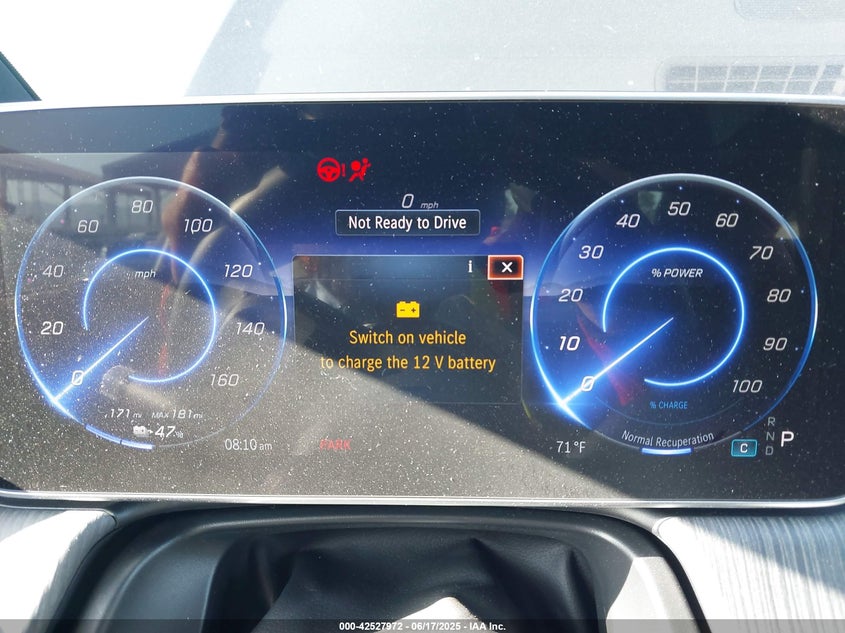 0 mph
Not Ready to Drive
i
Switch on vehicle
to charge the 12 V battery
0 20 40 60 80 100 120 140 160
mph
171 mi MAX 181 mi
47 %
08:10 am
PARK
0 10 20 30 40 50 60 70 80 90 100
% POWER
% CHARGE
Normal Recuperation
71 °F
C
R
N
D
P
000-42527972 - 06/17/2025 - IAA Inc.